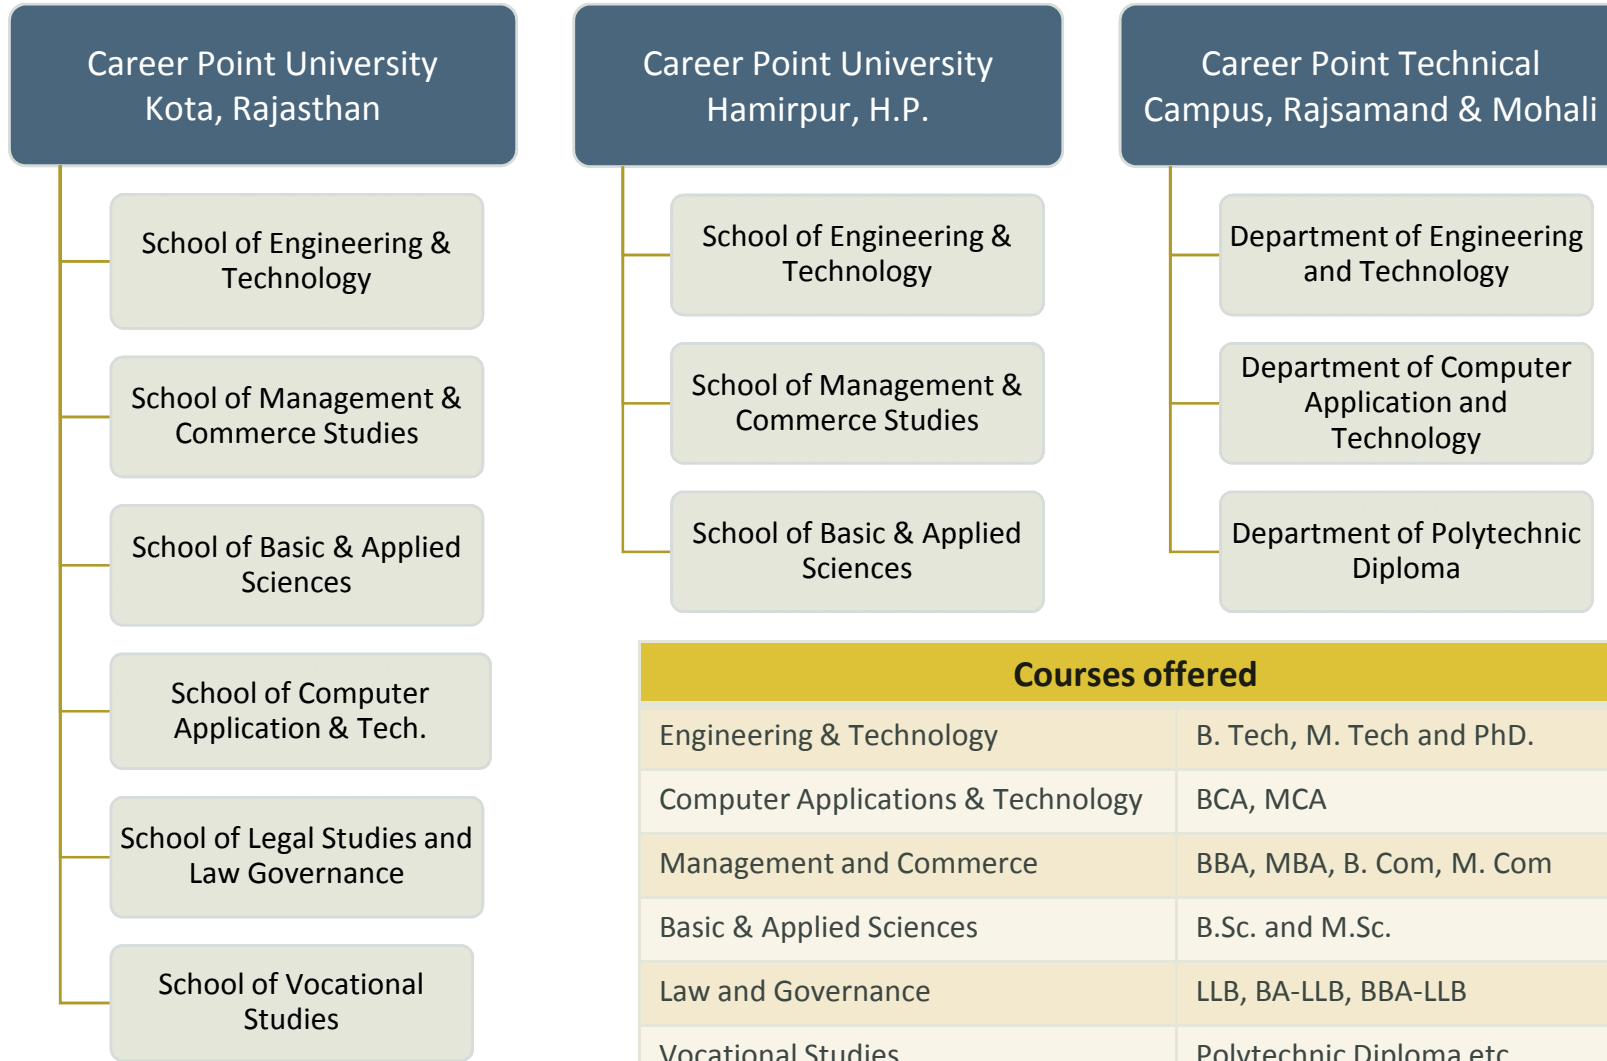 Career Point University
Kota, Rajasthan
School of Engineering &
Technology
School of Management &
Commerce Studies
School of Basic & Applied
Sciences
School of Computer
Application & Tech.
School of Legal Studies and
Law Governance
School of Vocational
Studies
Career Point University
Hamirpur, H.P.
School of Engineering &
Technology
School of Management &
Commerce Studies
School of Basic & Applied
Sciences
Career Point Technical
Campus, Rajsamand & Mohali
Department of Engineering
and Technology
Department of Computer
Application and
Technology
Department of Polytechnic
Diploma
Courses offered
Engineering & Technology B. Tech, M. Tech and PhD.
Computer Applications & Technology BCA, MCA
Management and Commerce BBA, MBA, B. Com, M. Com
Basic & Applied Sciences B.Sc. and M.Sc.
Law and Governance LLB, BA-LLB, BBA-LLB
Vocational Studies Polytechnic Diploma etc